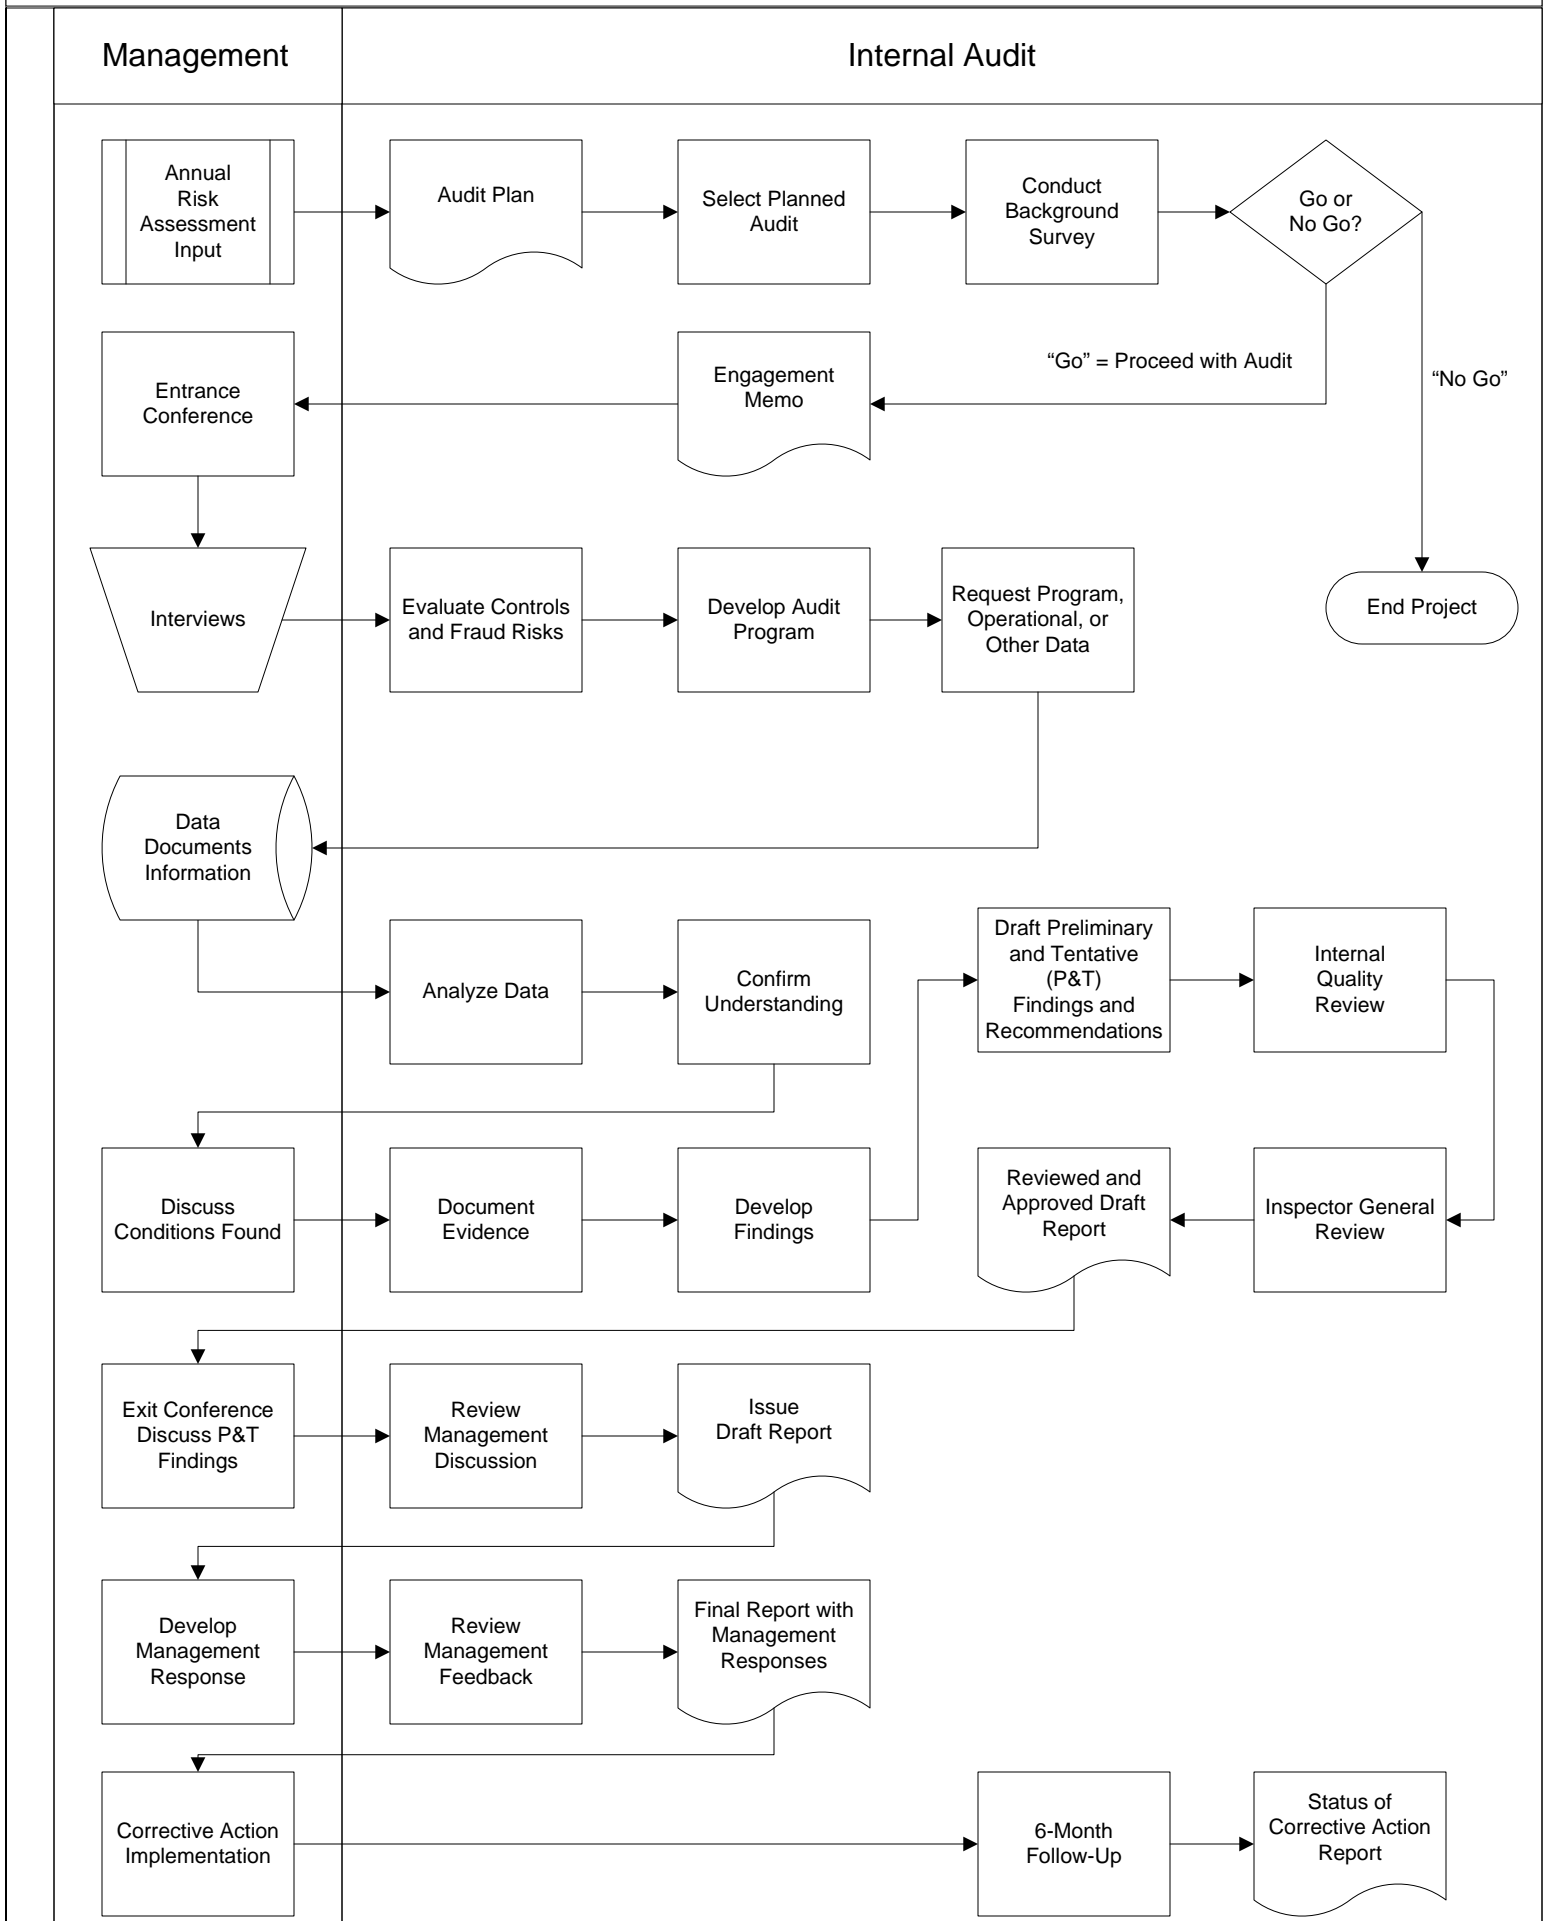 Management
Internal Audit
Annual
Risk
Assessment
Input
Audit Plan
Select Planned
Audit
Conduct
Background
Survey
Go or
No Go?
Entrance
Conference
Engagement
Memo
“Go” = Proceed with Audit
“No Go”
Interviews
Evaluate Controls
and Fraud Risks
Develop Audit
Program
Request Program,
Operational, or
Other Data
End Project
Data
Documents
Information
Analyze Data
Confirm
Understanding
Draft Preliminary
and Tentative
(P&T)
Findings and
Recommendations
Internal
Quality
Review
Discuss
Conditions Found
Document
Evidence
Develop
Findings
Reviewed and
Approved Draft
Report
Inspector General
Review
Exit Conference
Discuss P&T
Findings
Review
Management
Discussion
Issue
Draft Report
Develop
Management
Response
Review
Management
Feedback
Final Report with
Management
Responses
Corrective Action
Implementation
6-Month
Follow-Up
Status of
Corrective Action
Report